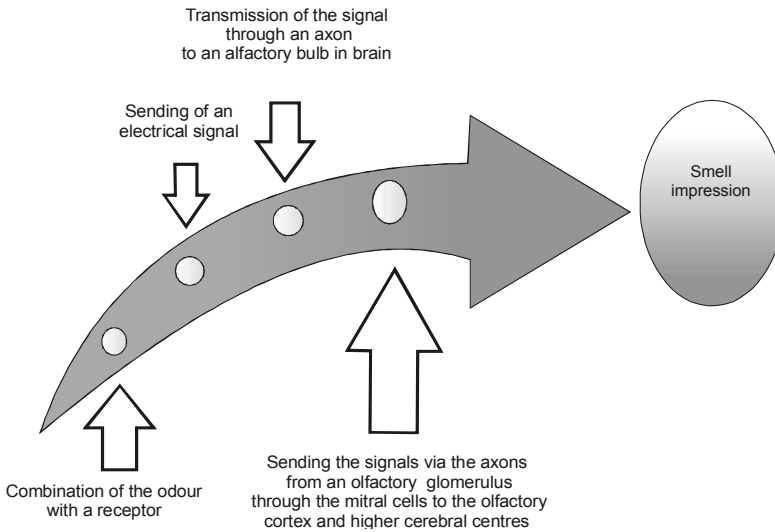 Transmission of the signal
through an axon
to an alfactory bulb in brain
Sending of an
electrical signal
Smell
impression
Combination of the odour
with a receptor
Sending the signals via the axons
from an olfactory glomerulus
through the mitral cells to the olfactory
cortex and higher cerebral centres